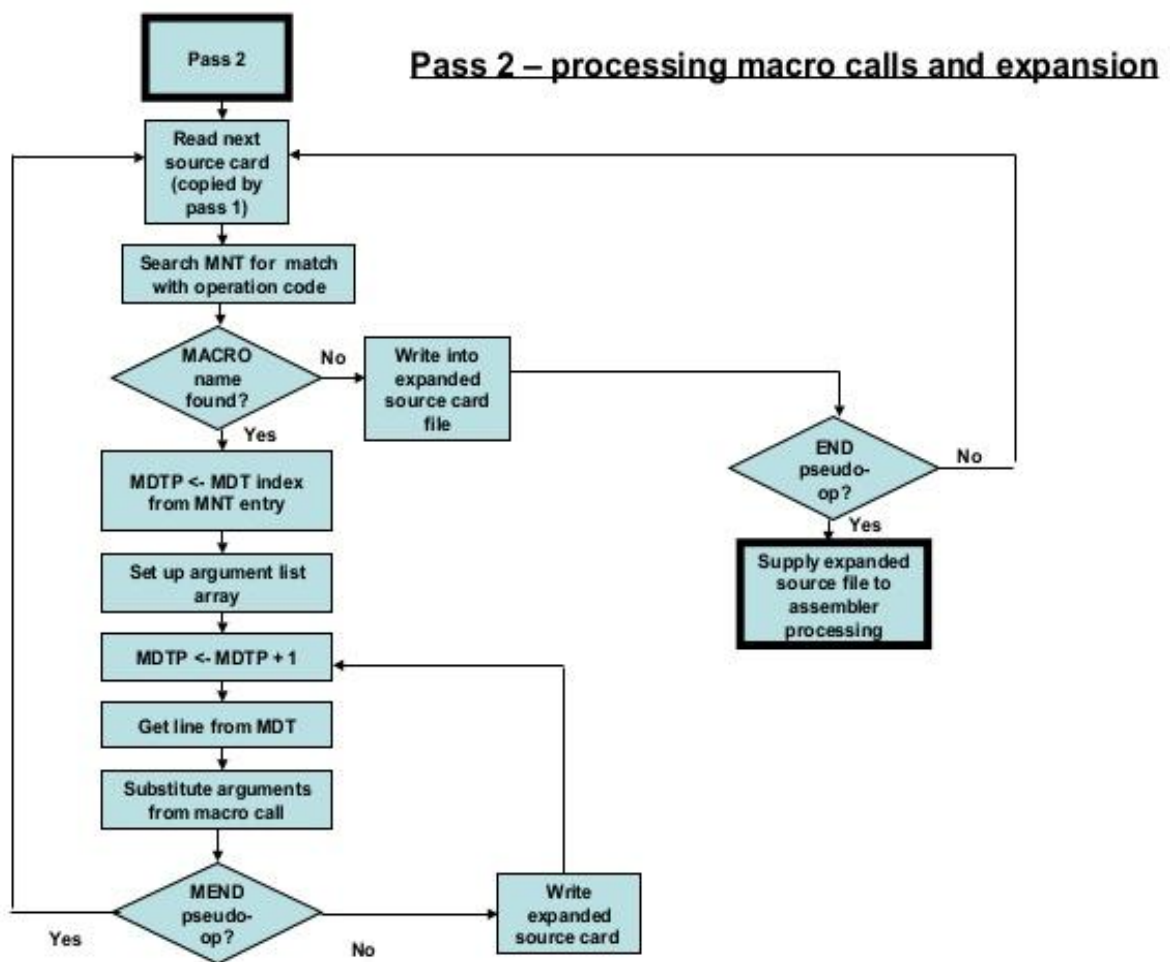 Pass 2
Pass 2 – processing macro calls and expansion
Read next
source card
(copied by
pass 1)
Search MNT for match
with operation code
MACRO
name
found?
No
Write into
expanded
source card
file
Yes
END
pseudo-
op?
No
Yes
Supply expanded
source file to
assembler
processing
MDTP <- MDT index
from MNT entry
Set up argument list
array
MDTP <- MDTP + 1
Get line from MDT
Substitute arguments
from macro call
MEND
pseudo-
op?
Yes
No
Write
expanded
source card